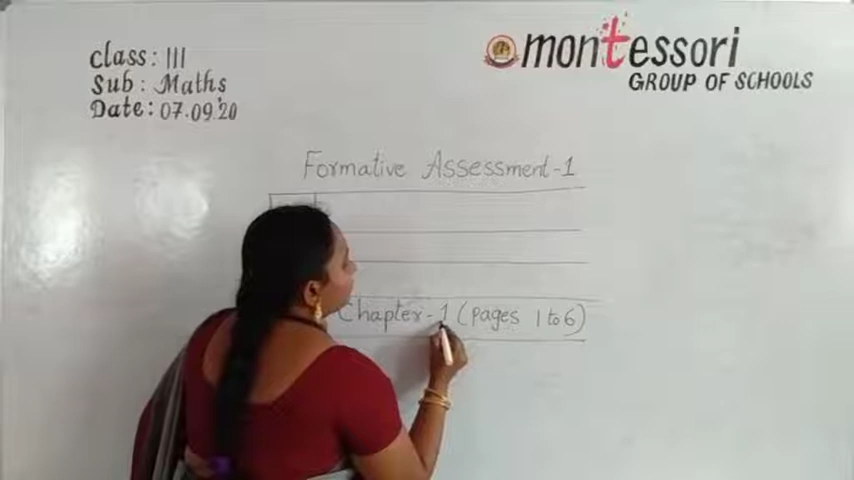 class: III
Sub: Maths
Date: 07.09.'20
montessori
GROUP OF SCHOOLS
Formative Assessment-1
Chapter-1 (pages 1 to 6)